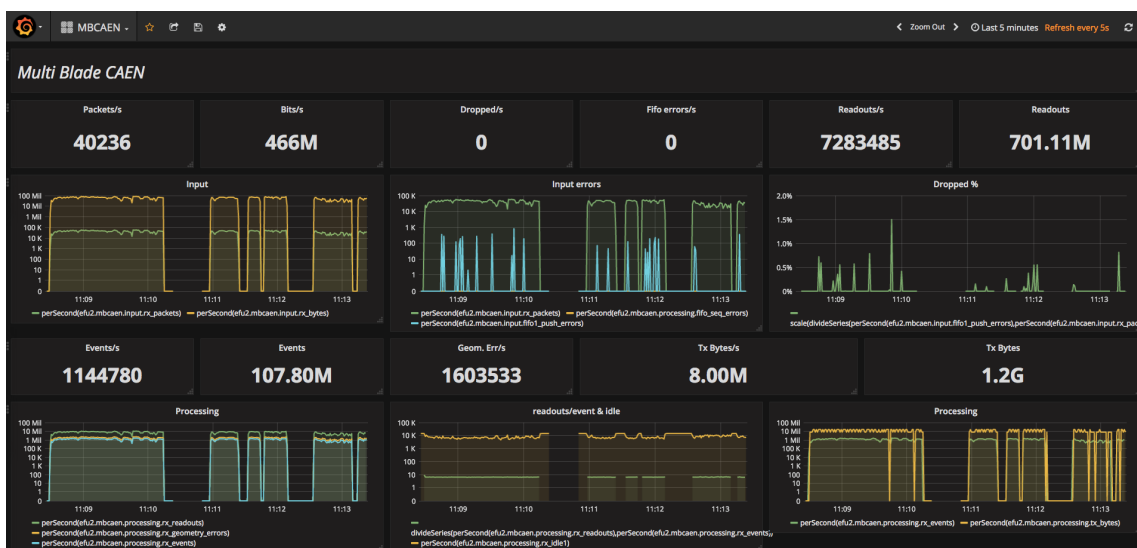 MBCAEN
Zoom Out
Last 5 minutes
Refresh every 5s
Multi Blade CAEN
Packets/s
40236
Bits/s
466M
Dropped/s
0
Fifo errors/s
0
Readouts/s
7283485
Readouts
701.11M
Input
100 Mil
10 Mil
1 Mil
100 K
10 K
1 K
100
10
1
0
11:09 11:10 11:11 11:12 11:13
perSecond(efu2.mbcaen.input.rx_packets) perSecond(efu2.mbcaen.input.rx_bytes)
Input errors
100 K
10 K
1 K
100
10
1
0
11:09 11:10 11:11 11:12 11:13
perSecond(efu2.mbcaen.input.rx_packets) perSecond(efu2.mbcaen.processing.fifo_seq_errors)
perSecond(efu2.mbcaen.input.fifo1_push_errors)
Dropped %
2.0%
1.5%
1.0%
0.5%
0%
11:09 11:10 11:11 11:12 11:13
scale(divideSeries(perSecond(efu2.mbcaen.input.fifo1_push_errors),perSecond(efu2.mbcaen.input.rx_pac
Events/s
1144780
Events
107.80M
Geom. Err/s
1603533
Tx Bytes/s
8.00M
Tx Bytes
1.2G
Processing
100 Mil
10 Mil
1 Mil
100 K
10 K
1 K
100
10
1
0
11:09 11:10 11:11 11:12 11:13
perSecond(efu2.mbcaen.processing.rx_readouts)
perSecond(efu2.mbcaen.processing.rx_geometry_errors)
perSecond(efu2.mbcaen.processing.rx_events)
readouts/event & idle
100 K
10 K
1 K
100
10
1
0
11:09 11:10 11:11 11:12 11:13
divideSeries(perSecond(efu2.mbcaen.processing.rx_readouts),perSecond(efu2.mbcaen.processing.rx_events))
perSecond(efu2.mbcaen.processing.rx_idle1)
Processing
100 Mil
10 Mil
1 Mil
100 K
10 K
1 K
100
10
1
0
11:09 11:10 11:11 11:12 11:13
perSecond(efu2.mbcaen.processing.rx_events) perSecond(efu2.mbcaen.processing.tx_bytes)